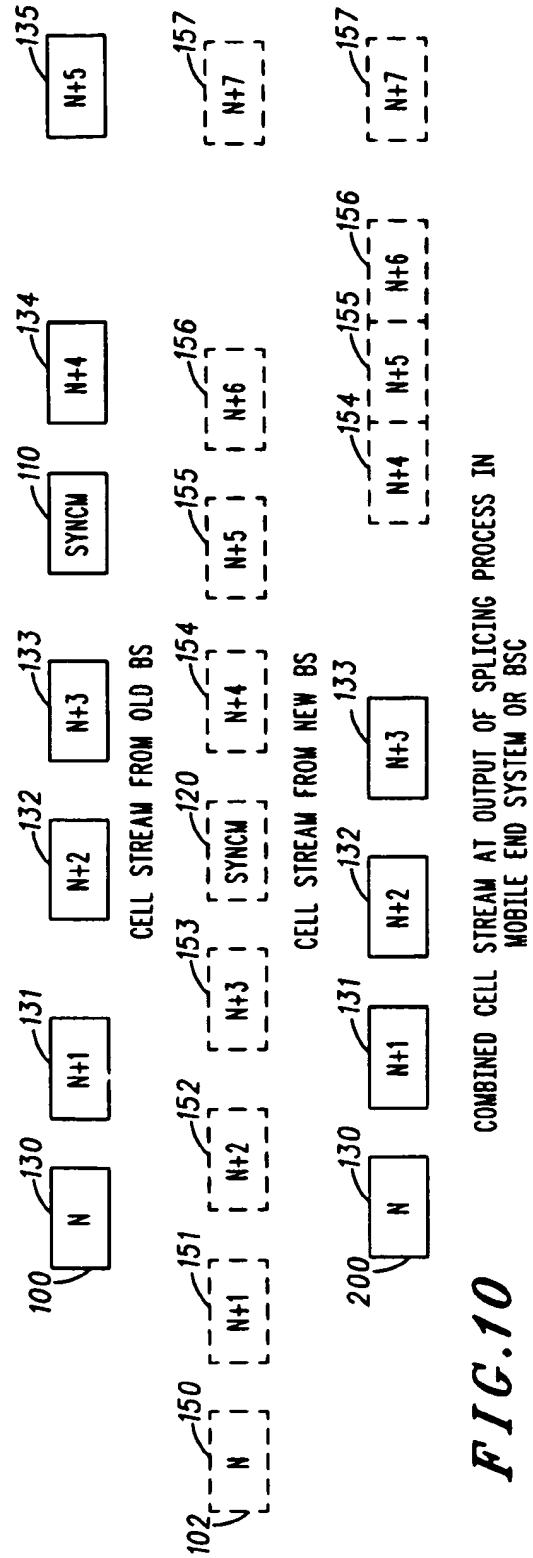 130 131 132 133 110 134 135
N N+1 N+2 N+3 SYNCM N+4 N+5
100
CELL STREAM FROM OLD BS
150 151 152 153 120 154 155 156 157
N N+1 N+2 N+3 SYNCM N+4 N+5 N+6 N+7
102
CELL STREAM FROM NEW BS
130 131 132 133 154 155 156 157
N N+1 N+2 N+3 N+4 N+5 N+6 N+7
200
COMBINED CELL STREAM AT OUTPUT OF SPLICING PROCESS IN
MOBILE END SYSTEM OR BSC
FIG.10